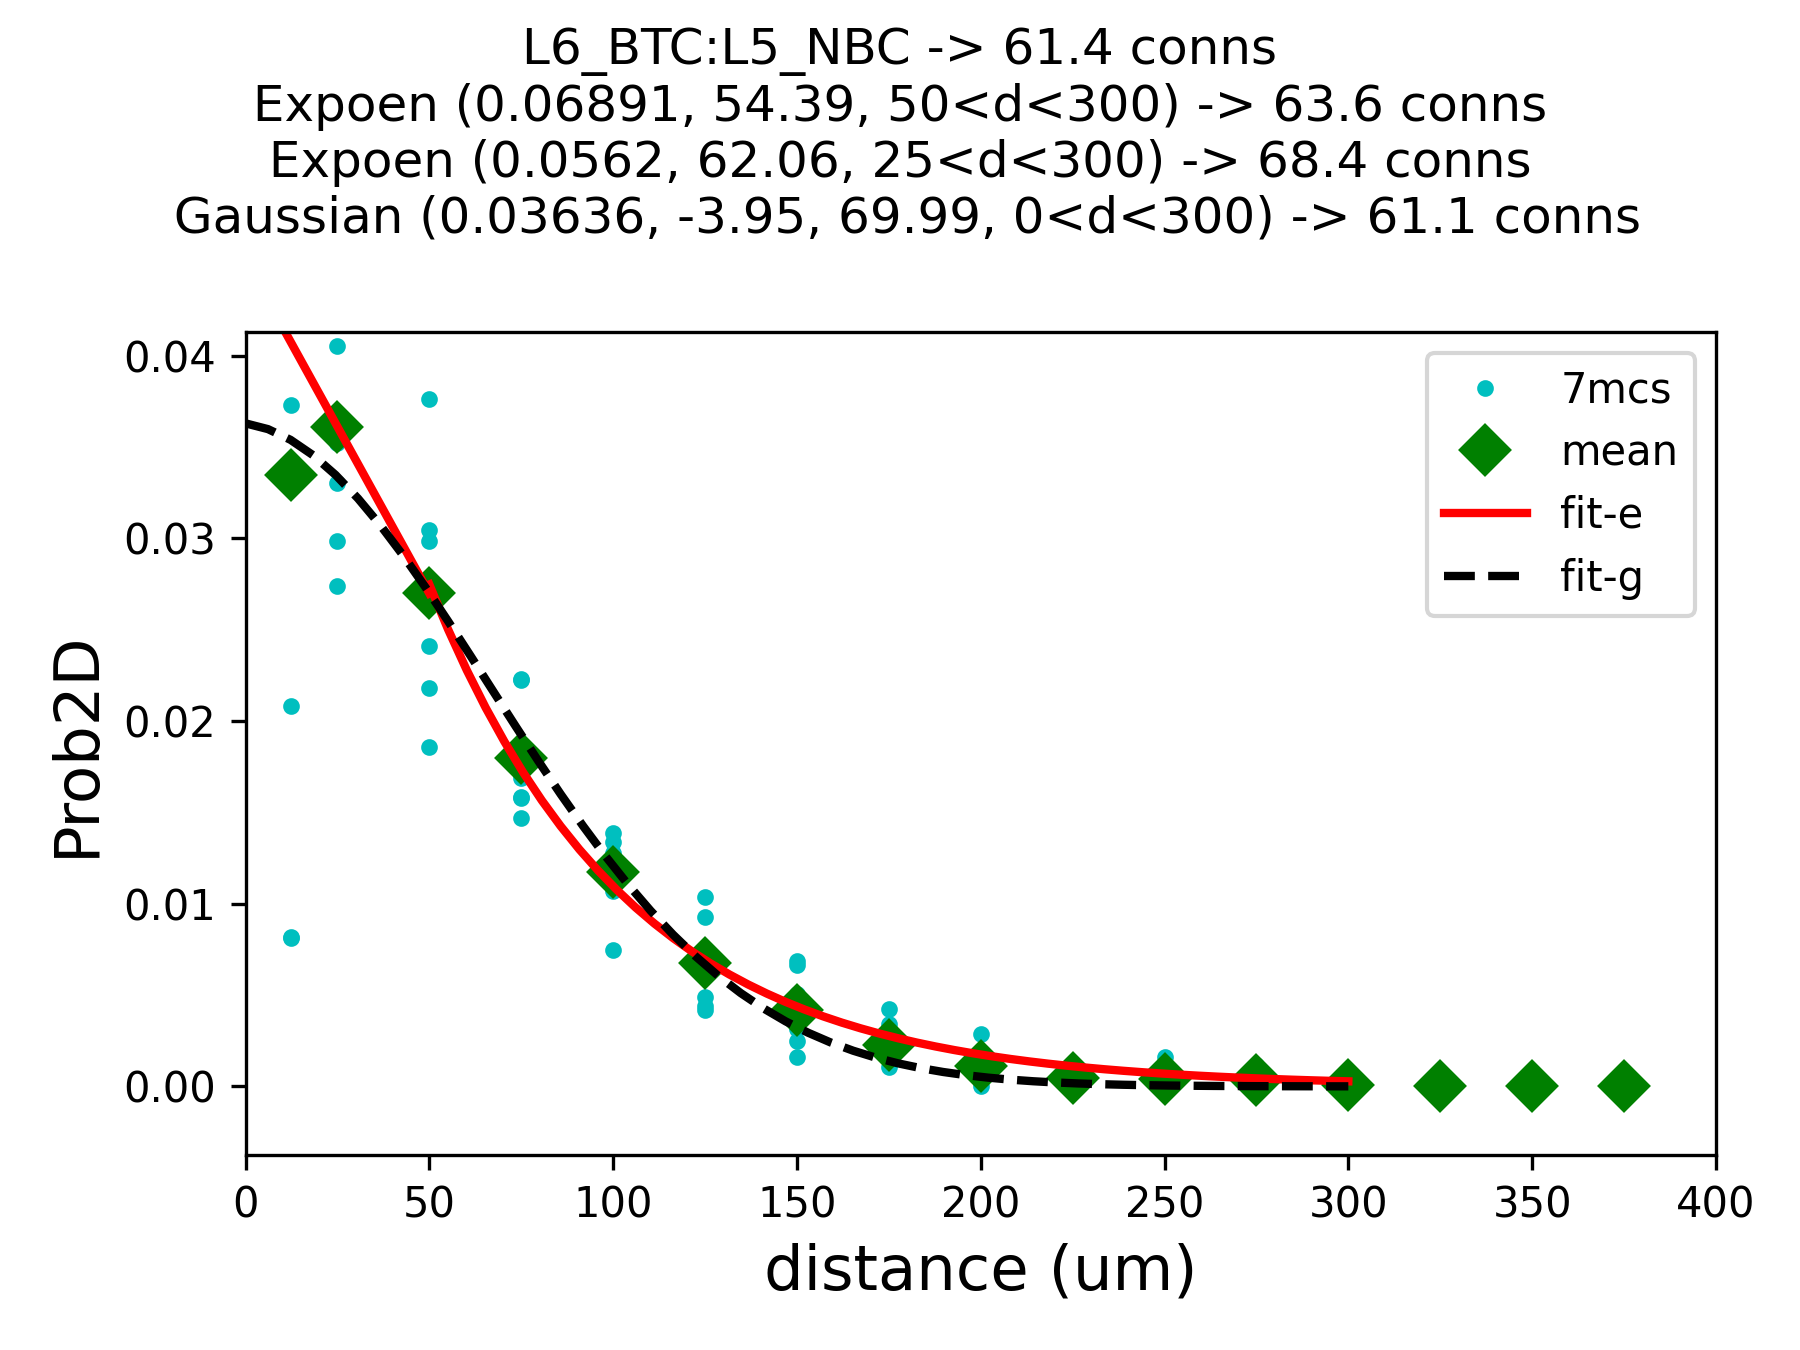 L6_BTC:L5_NBC -> 61.4 conns
Expoen (0.06891, 54.39, 50<d<300) -> 63.6 conns
Expoen (0.0562, 62.06, 25<d<300) -> 68.4 conns
Gaussian (0.03636, -3.95, 69.99, 0<d<300) -> 61.1 conns
0.04
0.03
0.02
0.01
0.00
Prob2D
7mcs
mean
fit-e
fit-g
0 50 100 150 200 250 300 350 400
distance (um)